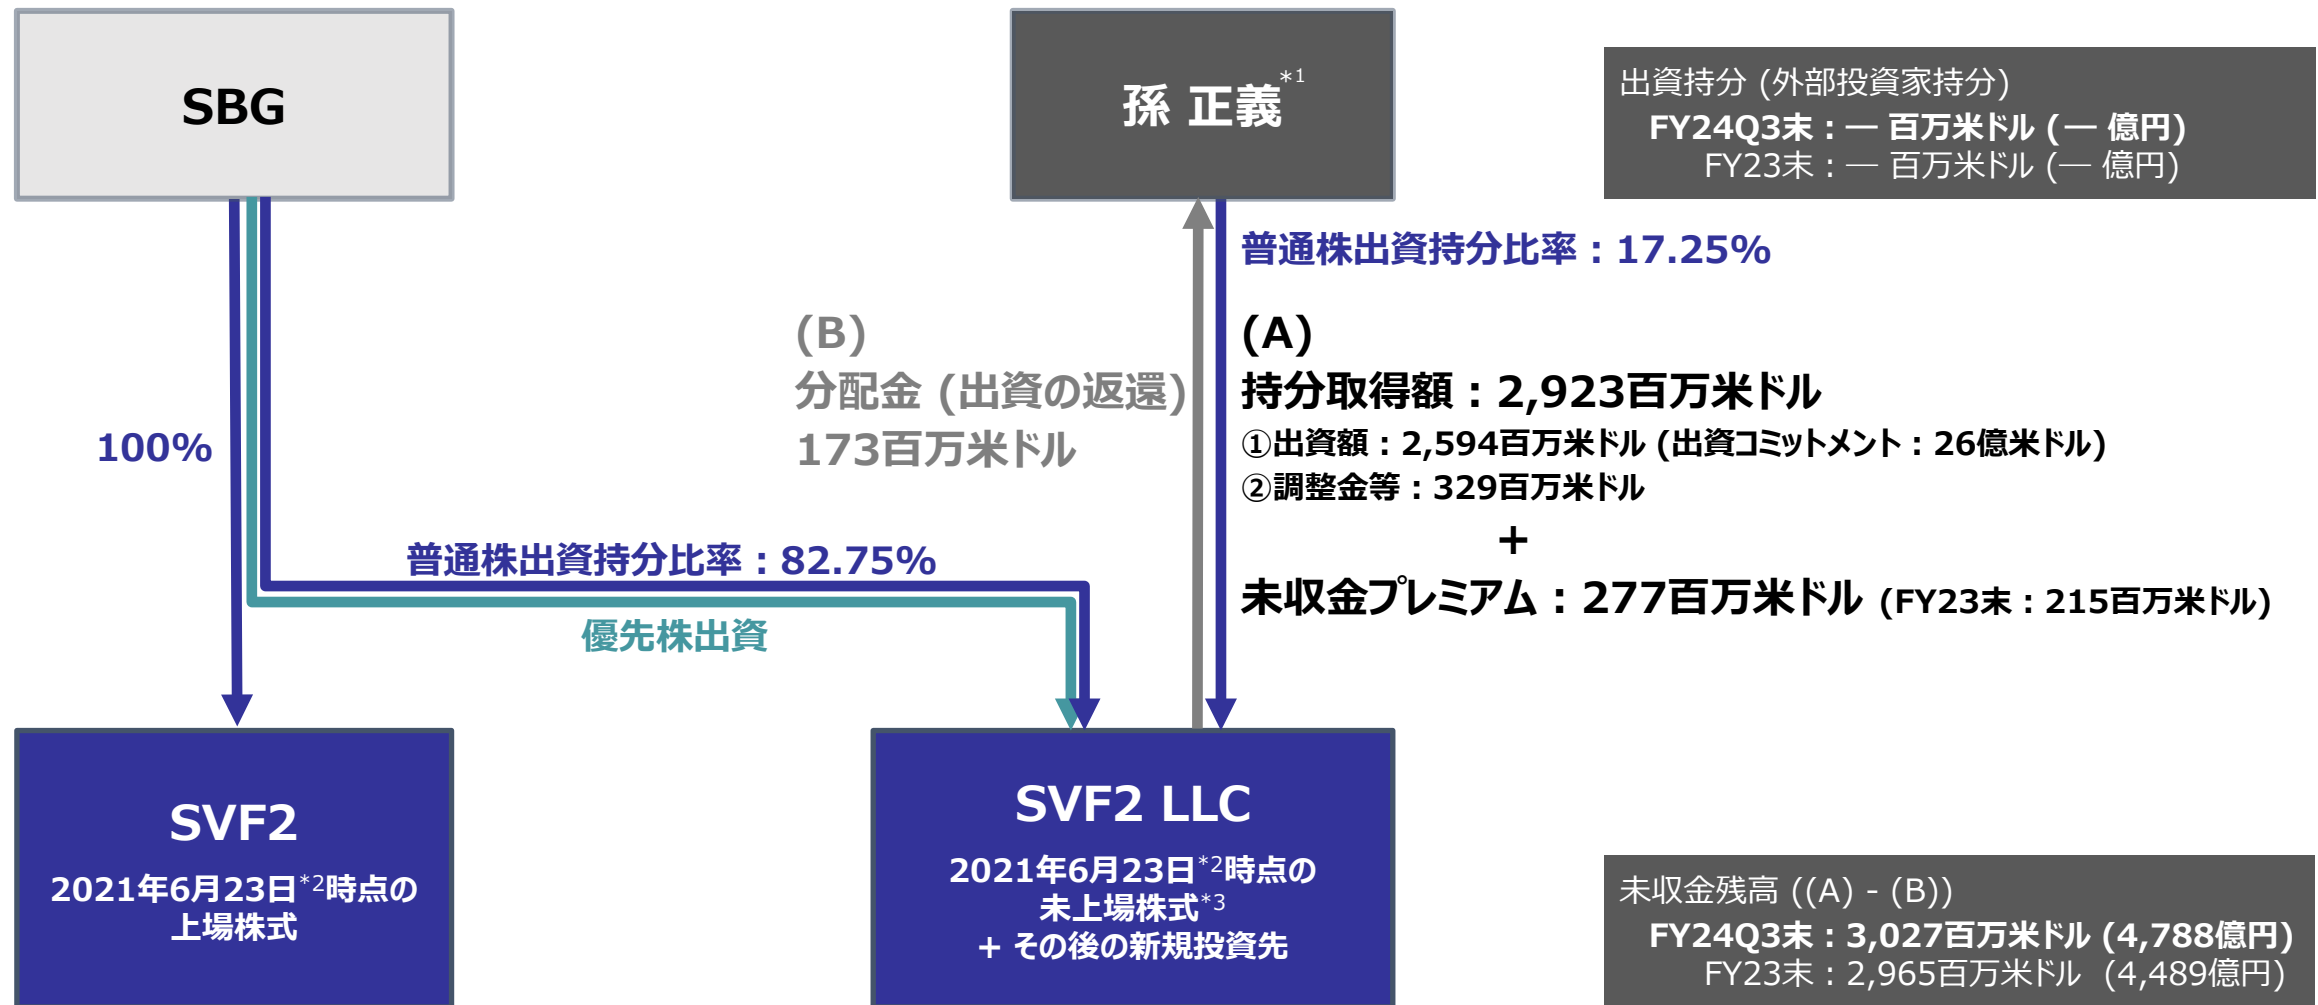 SBG
孫 正義*1
出資持分 (外部投資家持分)
FY24Q3末：― 百万米ドル (― 億円)
FY23末：― 百万米ドル (― 億円)
普通株出資持分比率：17.25%
(B)
分配金 (出資の返還)
173百万米ドル
(A)
持分取得額：2,923百万米ドル
①出資額：2,594百万米ドル (出資コミットメント：26億米ドル)
②調整金等：329百万米ドル
+
未収金プレミアム：277百万米ドル (FY23末：215百万米ドル)
100%
普通株出資持分比率：82.75%
優先株出資
SVF2
2021年6月23日*2時点の
上場株式
SVF2 LLC
2021年6月23日*2時点の
未上場株式*3
+ その後の新規投資先
未収金残高 ((A) - (B))
FY24Q3末：3,027百万米ドル (4,788億円)
FY23末：2,965百万米ドル (4,489億円)